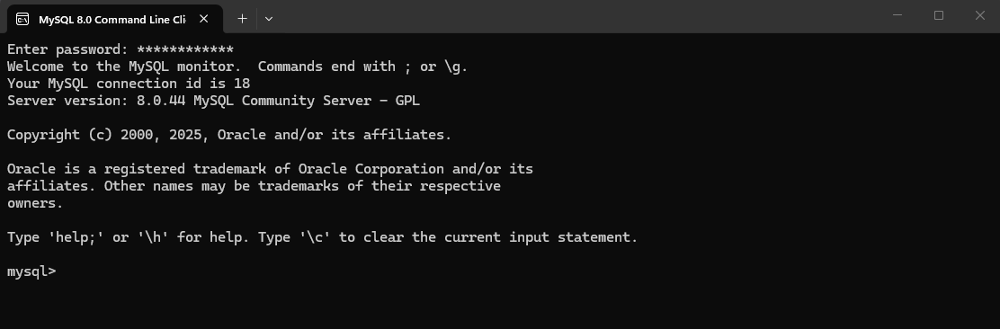 MySQL 8.0 Command Line Cli
Enter password: ************
Welcome to the MySQL monitor.  Commands end with ; or \g.
Your MySQL connection id is 18
Server version: 8.0.44 MySQL Community Server - GPL
Copyright (c) 2000, 2025, Oracle and/or its affiliates.
Oracle is a registered trademark of Oracle Corporation and/or its
affiliates. Other names may be trademarks of their respective
owners.
Type 'help;' or '\h' for help. Type '\c' to clear the current input statement.
mysql>